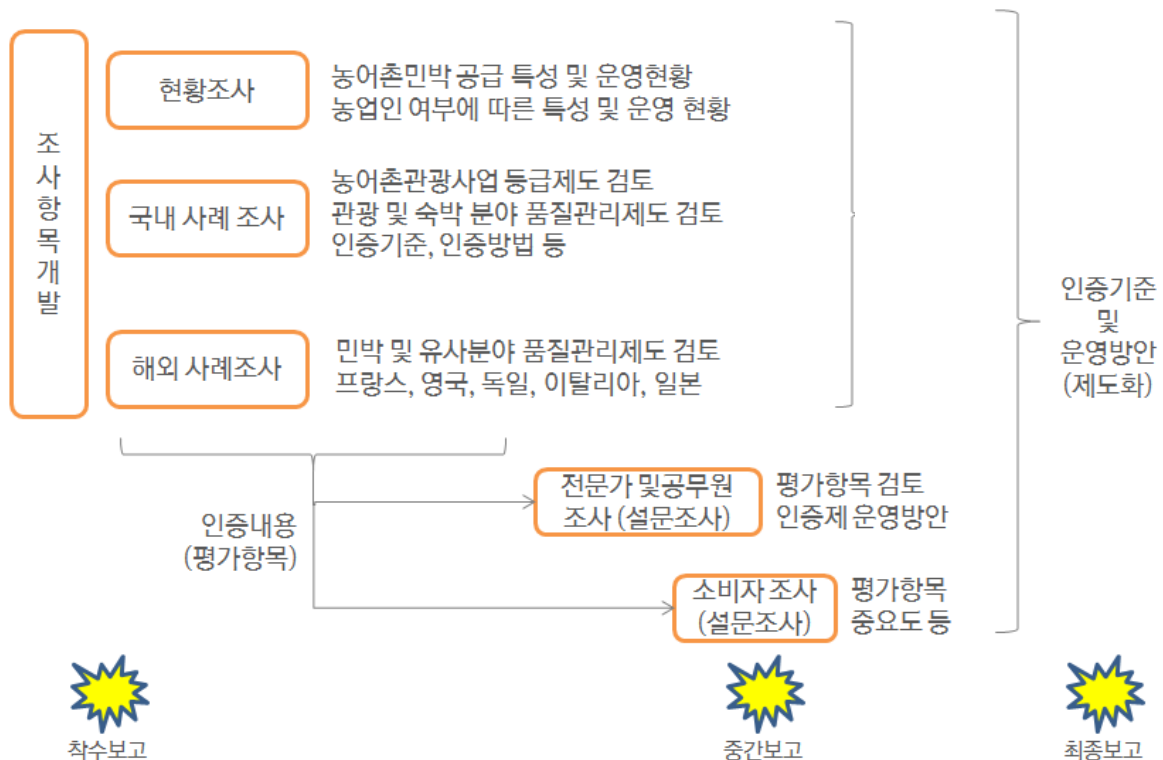 조사항목개발
현황조사
농어촌민박 공급 특성 및 운영현황
농업인 여부에 따른 특성 및 운영 현황
국내 사례 조사
농어촌관광사업 등급제도 검토
관광 및 숙박 분야 품질관리제도 검토
인증기준, 인증방법 등
해외 사례조사
민박 및 유사분야 품질관리제도 검토
프랑스, 영국, 독일, 이탈리아, 일본
인증기준
및
운영방안
(제도화)
인증내용
(평가항목)
전문가 및공무원
조사 (설문조사)
평가항목 검토
인증제 운영방안
소비자 조사
(설문조사)
평가항목
중요도 등
착수보고
중간보고
최종보고